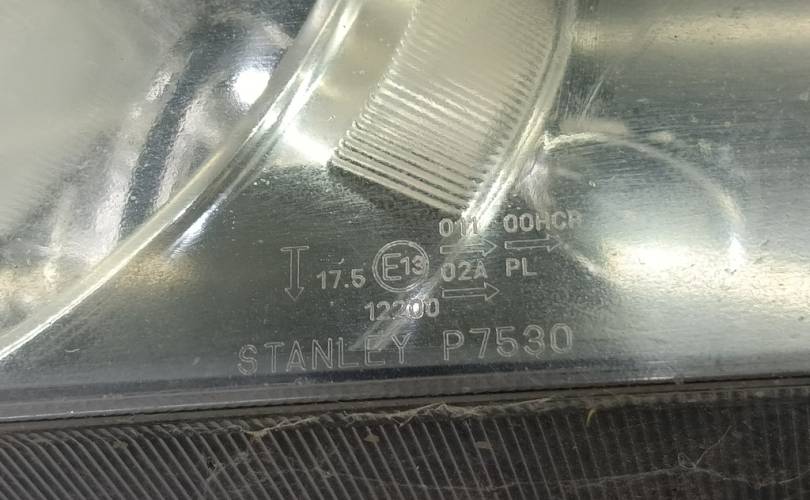 011 00HCR
17.5 E13 02A PL
12200
STANLEY P7530